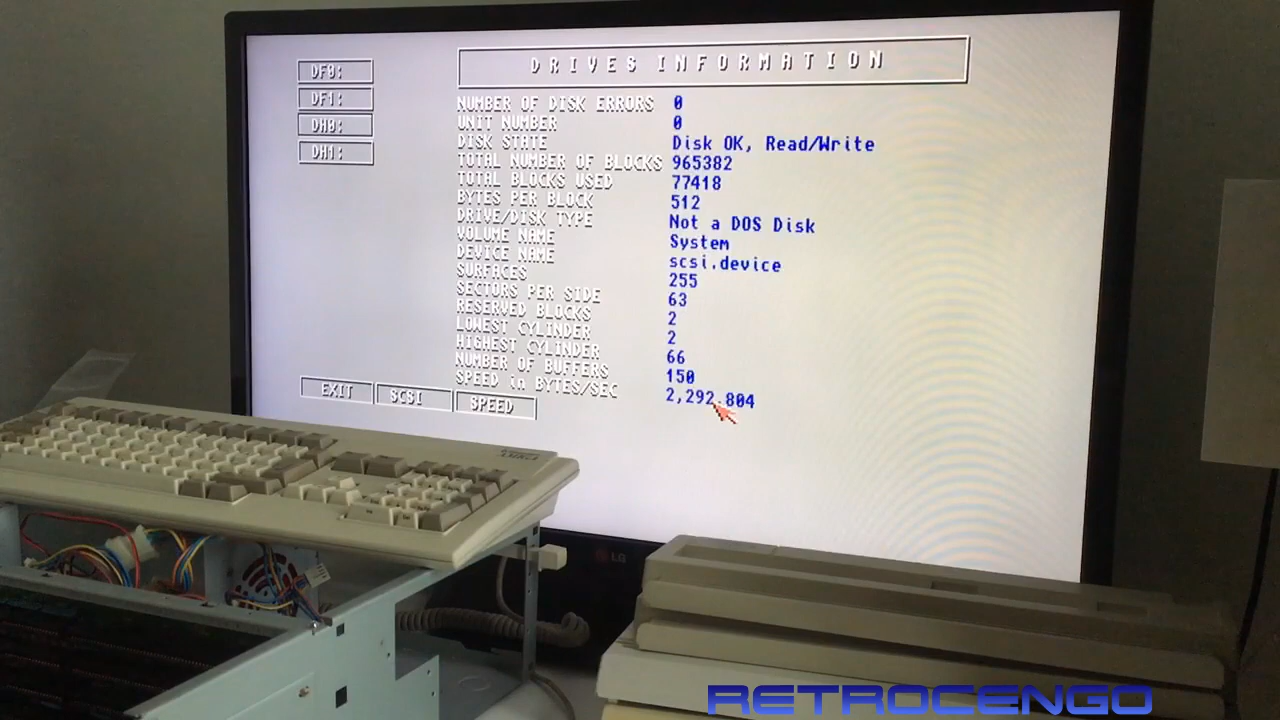 DRIVES INFORMATION
DF0:
DF1:
DH0:
DH1:
NUMBER OF DISK ERRORS 0
UNIT NUMBER 0
DISK STATE Disk OK, Read/Write
TOTAL NUMBER OF BLOCKS 965382
TOTAL BLOCKS USED 77418
BYTES PER BLOCK 512
DRIVE/DISK TYPE Not a DOS Disk
VOLUME NAME System
DEVICE NAME scsi.device
SURFACES 255
SECTORS PER SIDE 63
RESERVED BLOCKS 2
LOWEST CYLINDER 2
HIGHEST CYLINDER 66
NUMBER OF BUFFERS 150
SPEED in BYTES/SEC 2,292,804
EXIT SCSI SPEED
LG
RETROCENGO